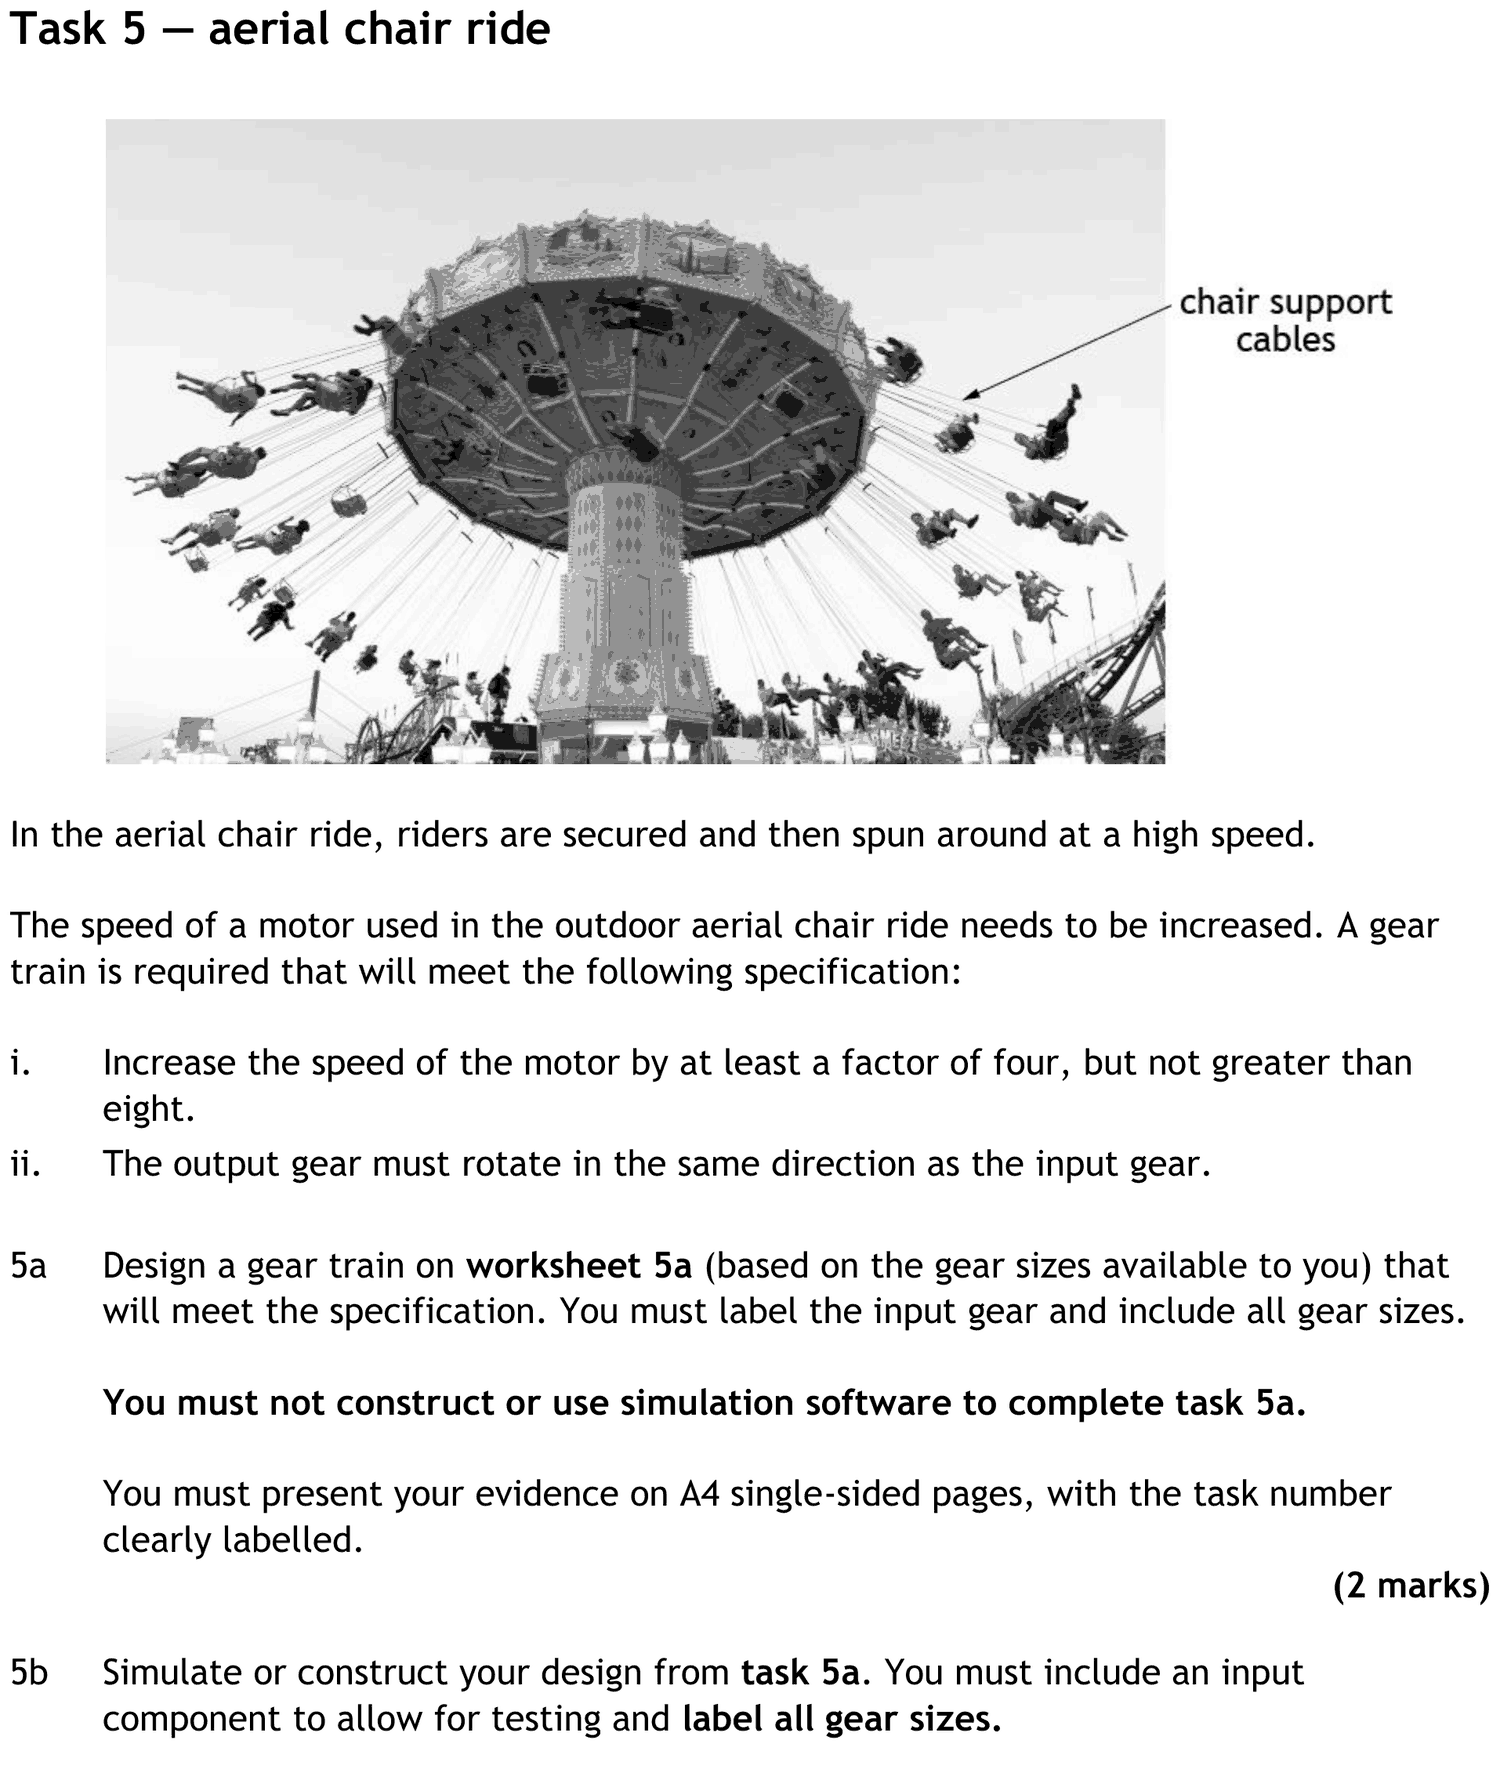 Task 5 — aerial chair ride
chair support
cables
In the aerial chair ride, riders are secured and then spun around at a high speed.
The speed of a motor used in the outdoor aerial chair ride needs to be increased. A gear
train is required that will meet the following specification:
i. Increase the speed of the motor by at least a factor of four, but not greater than
eight.
ii. The output gear must rotate in the same direction as the input gear.
5a Design a gear train on worksheet 5a (based on the gear sizes available to you) that
will meet the specification. You must label the input gear and include all gear sizes.
You must not construct or use simulation software to complete task 5a.
You must present your evidence on A4 single-sided pages, with the task number
clearly labelled.
(2 marks)
5b Simulate or construct your design from task 5a. You must include an input
component to allow for testing and label all gear sizes.